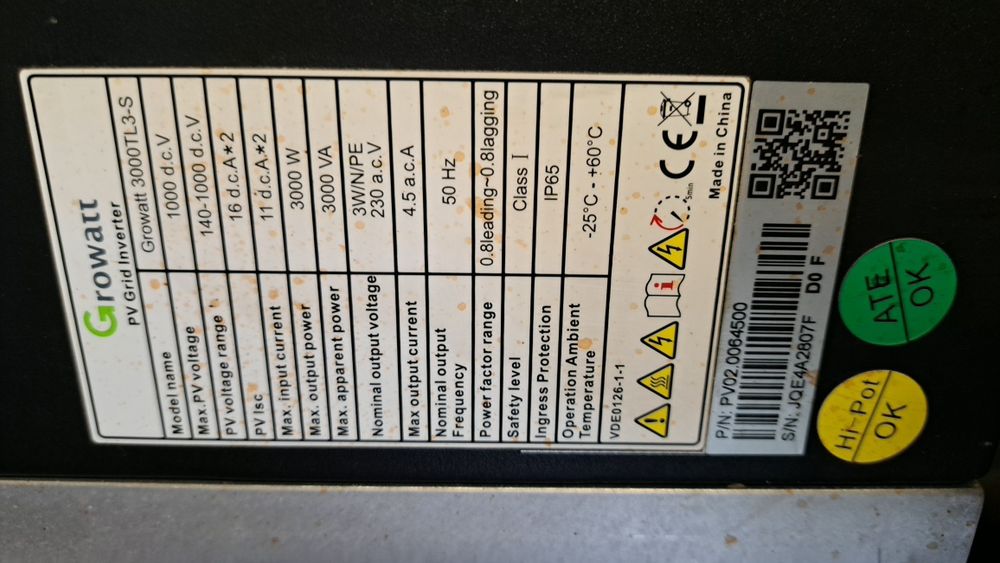 Growatt
PV Grid Inverter
Model name Growatt 3000TL3-S
Max. PV voltage 1000 d.c.V
PV voltage range 140-1000 d.c.V
PV Isc 16 d.c.A*2
Max. input current 11 d.c.A*2
Max. output power 3000 W
Max. apparent power 3000 VA
Nominal output voltage 3W/N/PE
230 a.c.V
Max output current 4.5 a.c.A
Nominal output
Frequency 50 Hz
Power factor range 0.8leading~0.8lagging
Safety level Class I
Ingress Protection IP65
Operation Ambient
Temperature -25°C - +60°C
VDE0126-1-1
5min
CE
Made in China
P/N: PV02.0064500
S/N: JQE4A2807F D0 F
Hi-Pot
OK
ATE
OK